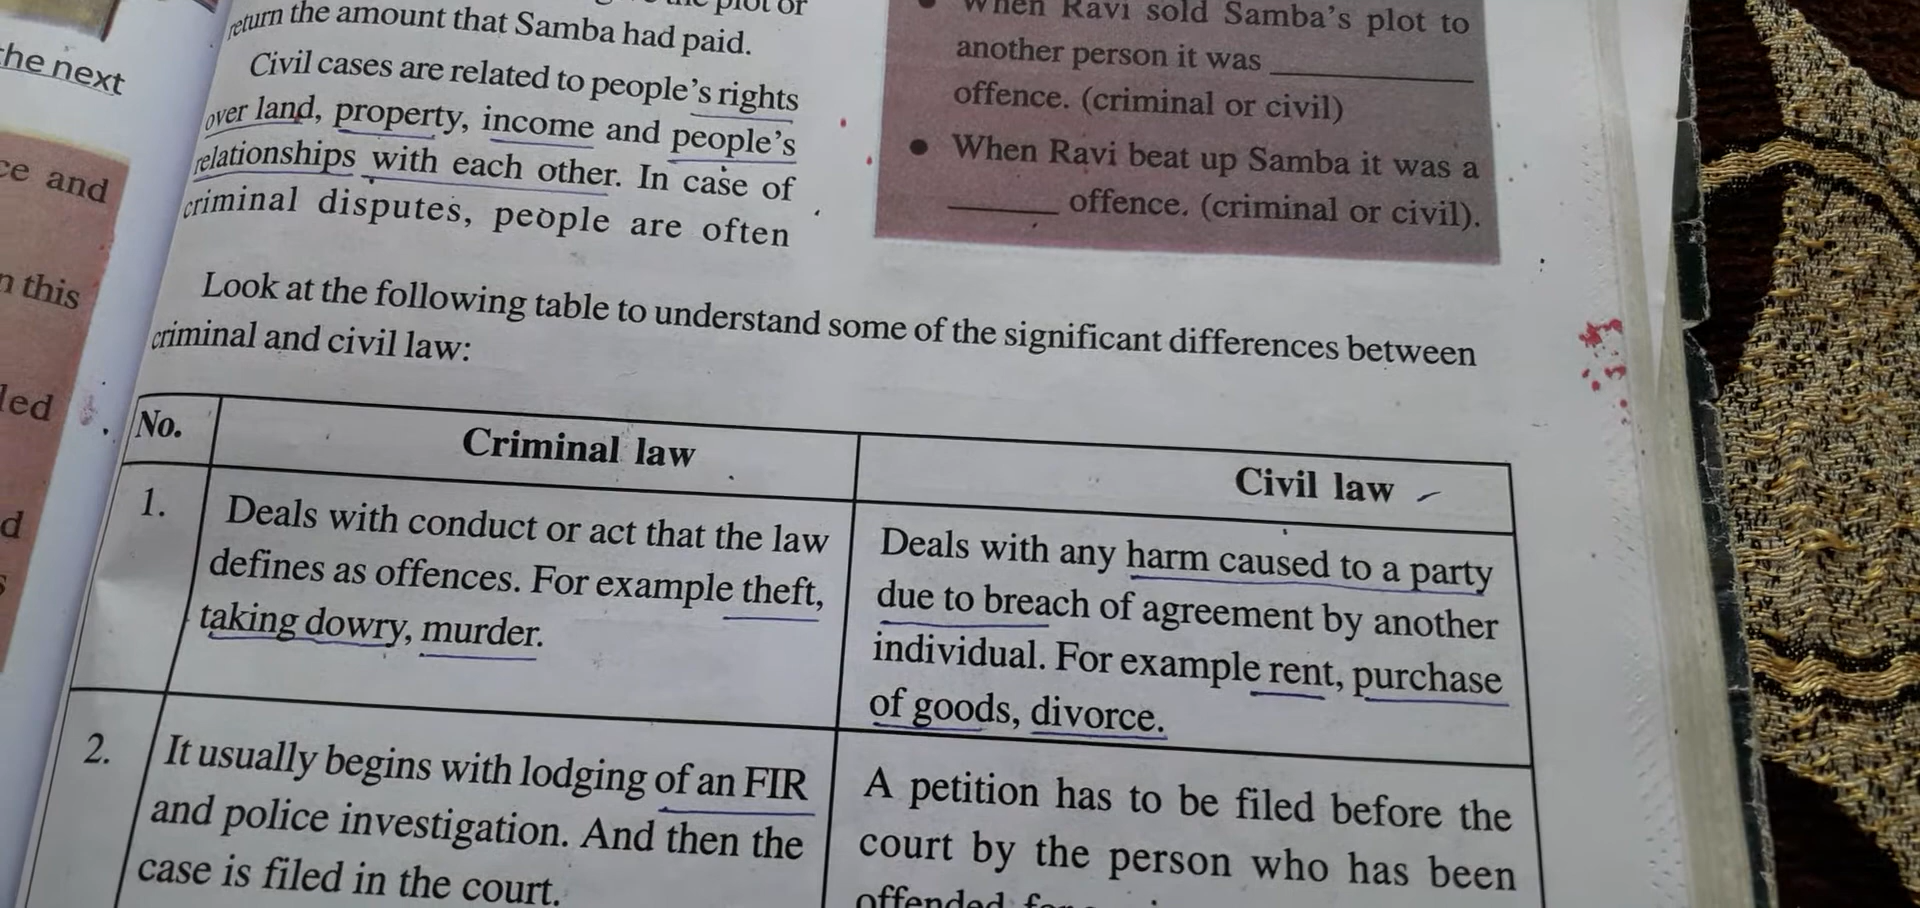 the next
ce and
n this
led
d
return the amount that Samba had paid.
Civil cases are related to people's rights
over land, property, income and people's
relationships with each other. In case of
criminal disputes, people are often
When Ravi sold Samba's plot to
another person it was ____________
offence. (criminal or civil)
● When Ravi beat up Samba it was a
______ offence. (criminal or civil).
Look at the following table to understand some of the significant differences between
criminal and civil law:
No. Criminal law Civil law
1. Deals with conduct or act that the law
defines as offences. For example theft,
taking dowry, murder.
Deals with any harm caused to a party
due to breach of agreement by another
individual. For example rent, purchase
of goods, divorce.
2. It usually begins with lodging of an FIR
and police investigation. And then the
case is filed in the court.
A petition has to be filed before the
court by the person who has been
offended